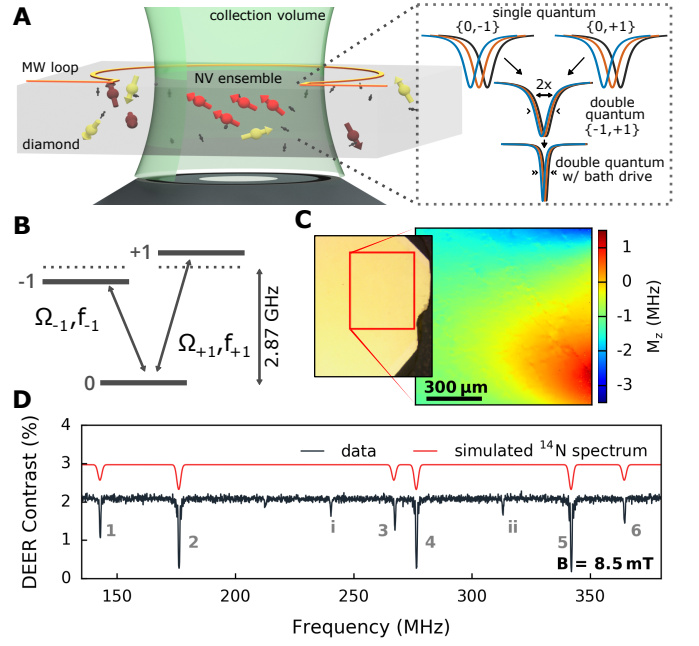 A
collection volume
MW loop
NV ensemble
diamond
single quantum
{0,-1}
{0,+1}
2x
double
quantum
{-1,+1}
double quantum
w/ bath drive
B
+1
-1
Ω-1,f-1
Ω+1,f+1
2.87 GHz
0
C
300 μm
1
0
-1
-2
-3
Mz (MHz)
D
DEER Contrast (%)
4
3
2
1
0
data
simulated 14N spectrum
1
2
i
3
4
ii
5
6
B = 8.5 mT
150
200
250
300
350
Frequency (MHz)